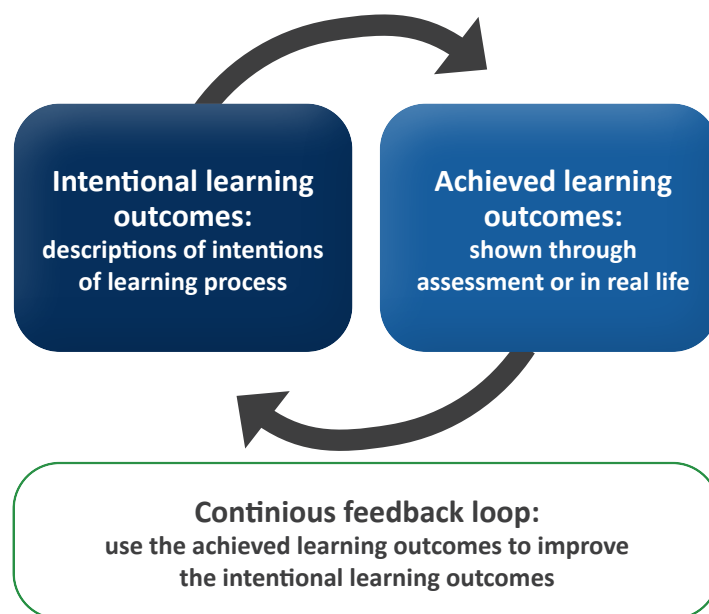 Intentional learning
outcomes:
descriptions of intentions
of learning process
Achieved learning
outcomes:
shown through
assessment or in real life
Continious feedback loop:
use the achieved learning outcomes to improve
the intentional learning outcomes